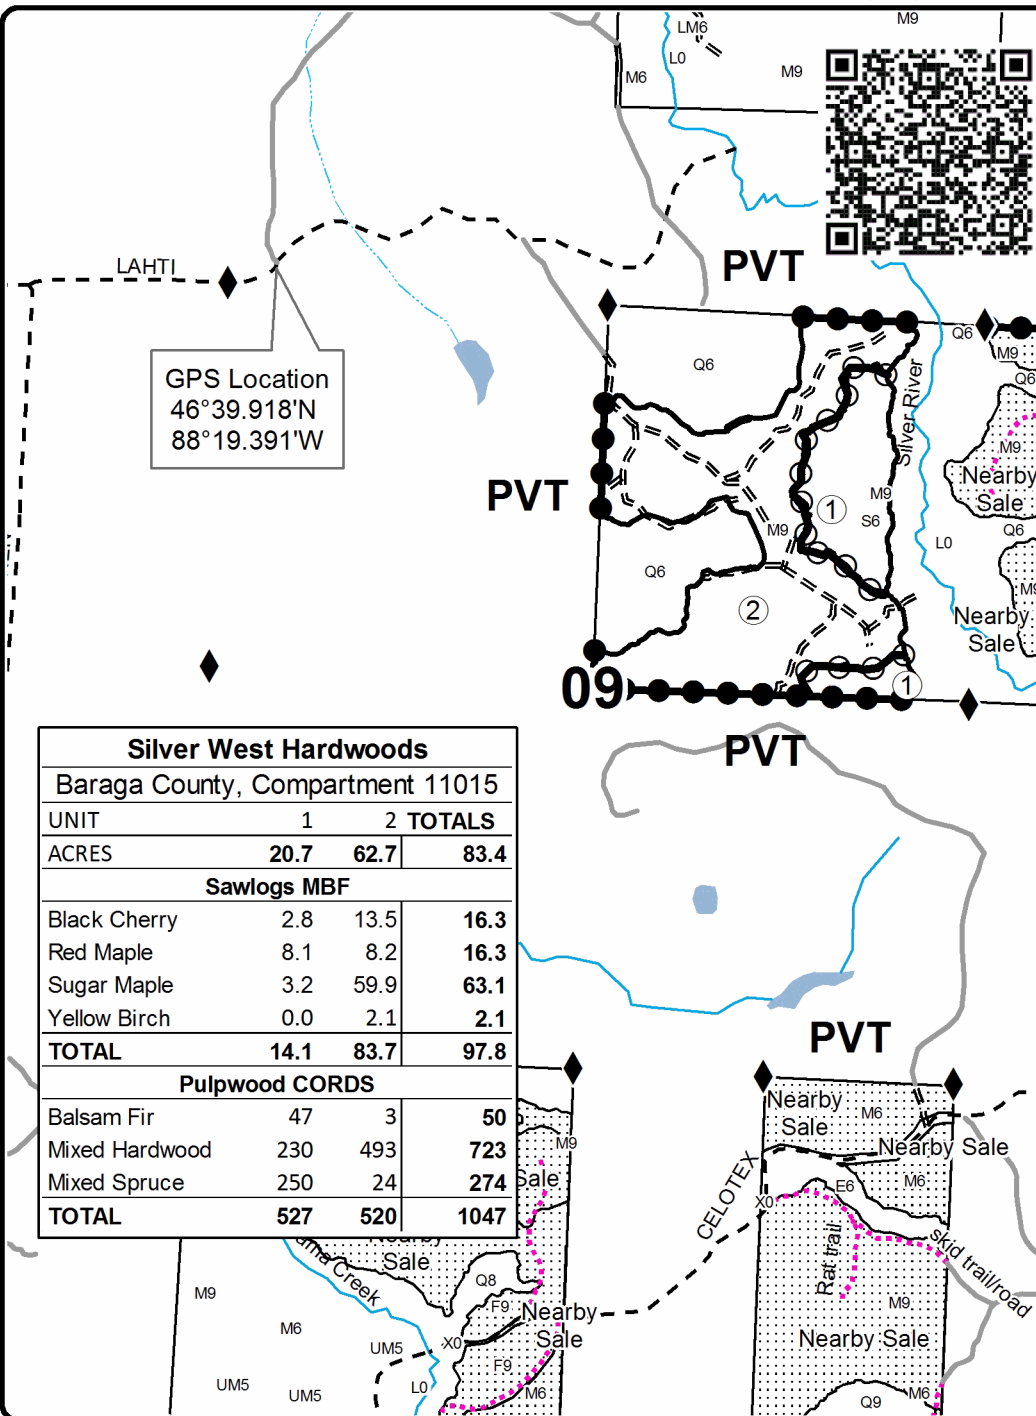 M9
LM6
L0
M6
M9
PVT
LAHTI
GPS Location
46°39.918'N
88°19.391'W
Q6
Q6
M9
Q6
Silver River
M9
Nearby
Sale
PVT
1
M9
S6
M9
Q6
L0
Q6
M9
2
Nearby
Sale
09
1
PVT
Silver West Hardwoods
Baraga County, Compartment 11015
UNIT 1 2 TOTALS
ACRES 20.7 62.7 83.4
Sawlogs MBF
Black Cherry 2.8 13.5 16.3
Red Maple 8.1 8.2 16.3
Sugar Maple 3.2 59.9 63.1
Yellow Birch 0.0 2.1 2.1
TOTAL 14.1 83.7 97.8
Pulpwood CORDS
Balsam Fir 47 3 50
Mixed Hardwood 230 493 723
Mixed Spruce 250 24 274
TOTAL 527 520 1047
PVT
Nearby
Sale
M6
Nearby Sale
M9
Sale
M6
E6
X0
CELOTEX
Rat trail
skid trail/road
Nearby
Sale
Creek
Q8
F9
Nearby
Sale
M9
M6
UM5
X0
F9
M9
Nearby Sale
UM5
UM5
L0
M6
Q9
M6